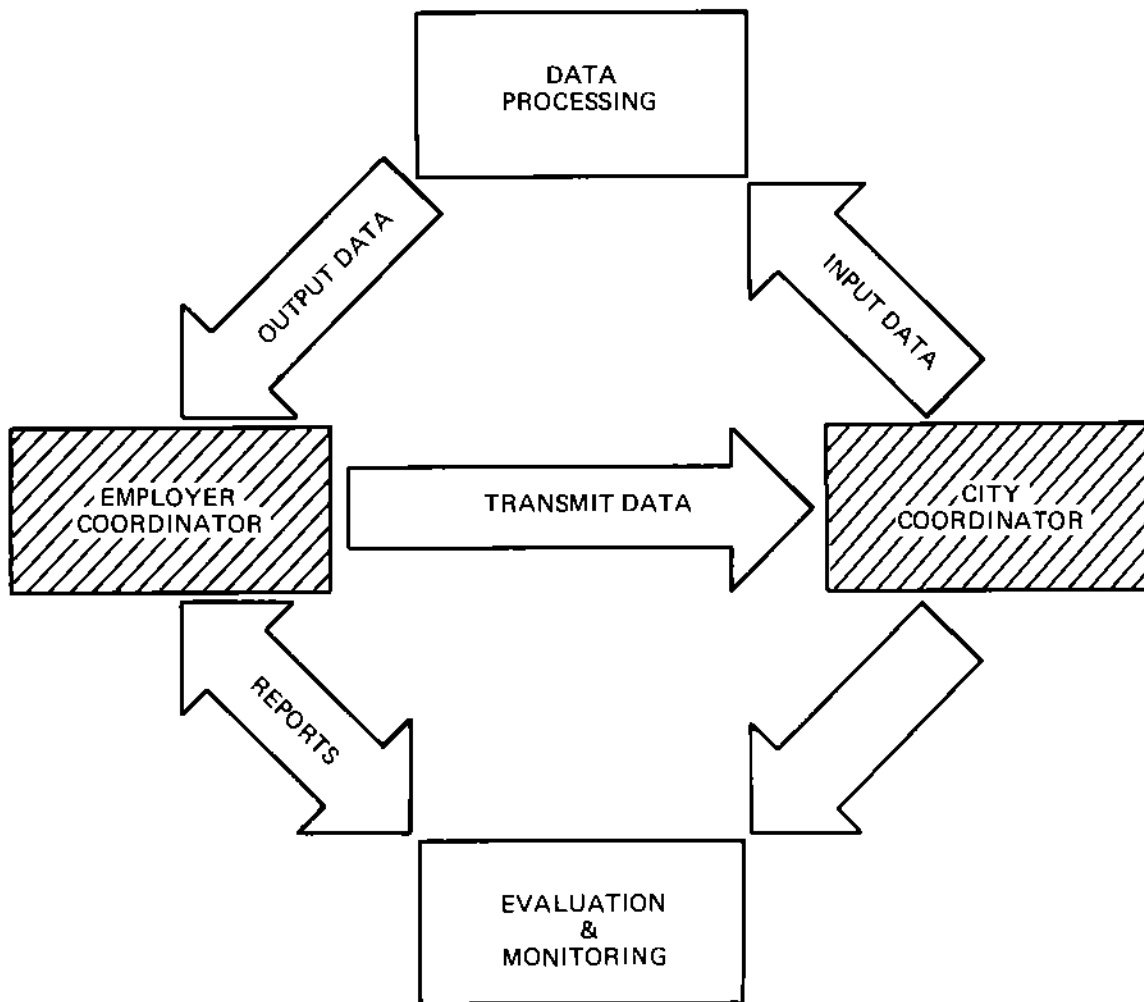 DATA
PROCESSING
OUTPUT DATA
INPUT DATA
EMPLOYER
COORDINATOR
TRANSMIT DATA
CITY
COORDINATOR
REPORTS
EVALUATION
&
MONITORING